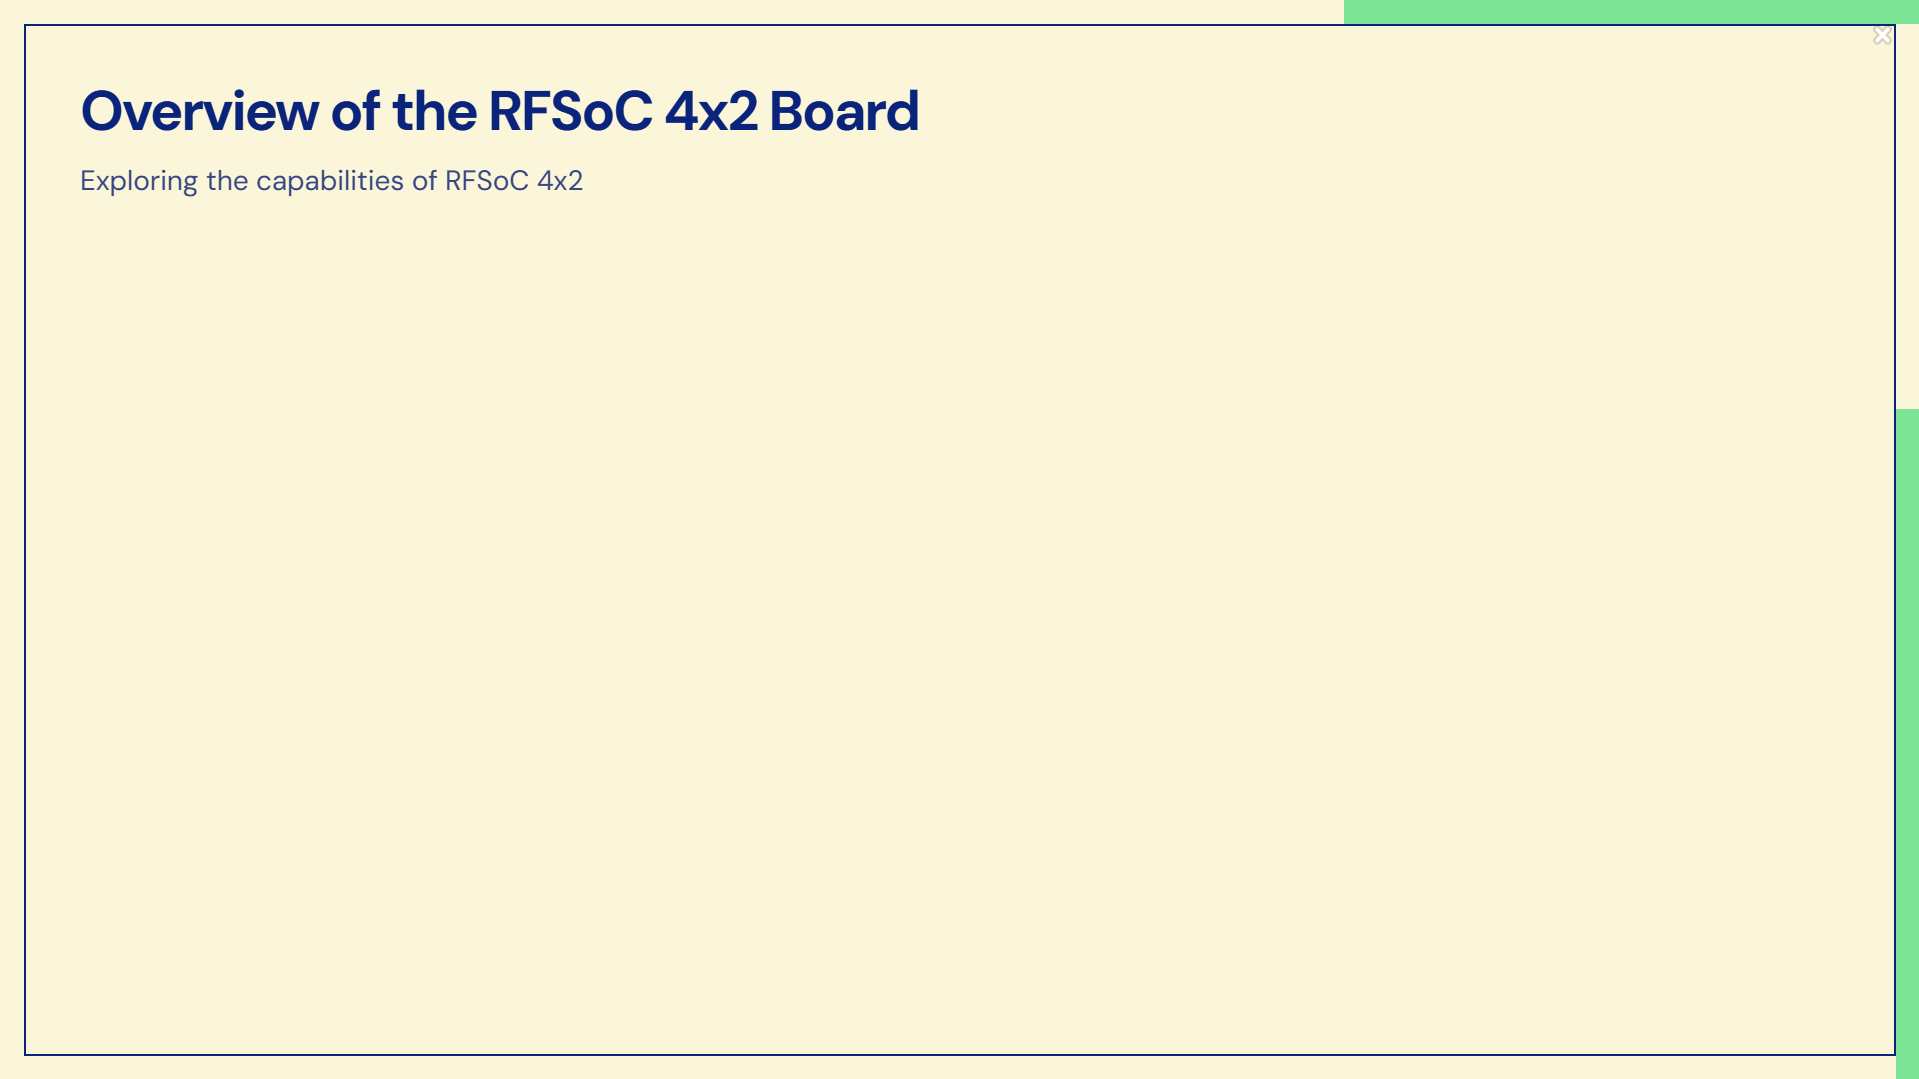 Overview of the RFSoC 4x2 Board
Exploring the capabilities of RFSoC 4x2